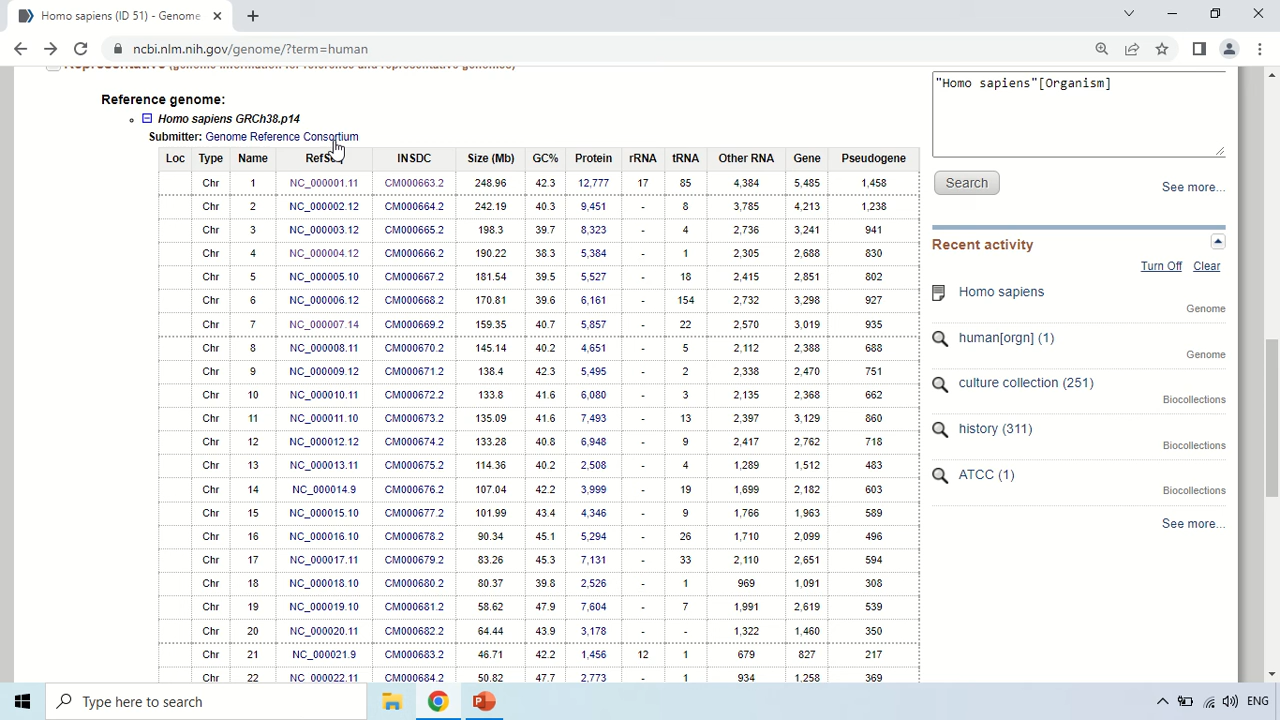 Homo sapiens (ID 51) - Genome
ncbi.nlm.nih.gov/genome/?term=human
Representative (genome information for reference and representative genomes)
Reference genome:
Homo sapiens GRCh38.p14
Submitter: Genome Reference Consortium
Loc Type Name RefSeq INSDC Size (Mb) GC% Protein rRNA tRNA Other RNA Gene Pseudogene
Chr 1 NC_000001.11 CM000663.2 248.96 42.3 12,777 17 85 4,384 5,485 1,458
Chr 2 NC_000002.12 CM000664.2 242.19 40.3 9,451 - 8 3,785 4,213 1,238
Chr 3 NC_000003.12 CM000665.2 198.3 39.7 8,323 - 4 2,736 3,241 941
Chr 4 NC_000004.12 CM000666.2 190.22 38.3 5,384 - 1 2,305 2,688 830
Chr 5 NC_000005.10 CM000667.2 181.54 39.5 5,527 - 18 2,415 2,851 802
Chr 6 NC_000006.12 CM000668.2 170.81 39.6 6,161 - 154 2,732 3,298 927
Chr 7 NC_000007.14 CM000669.2 159.35 40.7 5,857 - 22 2,570 3,019 935
Chr 8 NC_000008.11 CM000670.2 145.14 40.2 4,651 - 5 2,112 2,388 688
Chr 9 NC_000009.12 CM000671.2 138.4 42.3 5,495 - 2 2,338 2,470 751
Chr 10 NC_000010.11 CM000672.2 133.8 41.6 6,080 - 3 2,135 2,368 662
Chr 11 NC_000011.10 CM000673.2 135.09 41.6 7,493 - 13 2,397 3,129 860
Chr 12 NC_000012.12 CM000674.2 133.28 40.8 6,948 - 9 2,417 2,762 718
Chr 13 NC_000013.11 CM000675.2 114.36 40.2 2,508 - 4 1,289 1,512 483
Chr 14 NC_000014.9 CM000676.2 107.04 42.2 3,999 - 19 1,699 2,182 603
Chr 15 NC_000015.10 CM000677.2 101.99 43.4 4,346 - 9 1,766 1,963 589
Chr 16 NC_000016.10 CM000678.2 90.34 45.1 5,294 - 26 1,710 2,099 496
Chr 17 NC_000017.11 CM000679.2 83.26 45.3 7,131 - 33 2,110 2,651 594
Chr 18 NC_000018.10 CM000680.2 80.37 39.8 2,526 - 1 969 1,091 308
Chr 19 NC_000019.10 CM000681.2 58.62 47.9 7,604 - 7 1,991 2,619 539
Chr 20 NC_000020.11 CM000682.2 64.44 43.9 3,178 - - 1,322 1,460 350
Chr 21 NC_000021.9 CM000683.2 46.71 42.2 1,456 12 1 679 827 217
Chr 22 NC_000022.11 CM000684.2 50.82 47.7 2,773 - 1 934 1,258 369
"Homo sapiens"[Organism]
Search
See more...
Recent activity
Turn Off Clear
Homo sapiens
Genome
human[orgn] (1)
Genome
culture collection (251)
Biocollections
history (311)
Biocollections
ATCC (1)
Biocollections
See more...
Type here to search
ENG